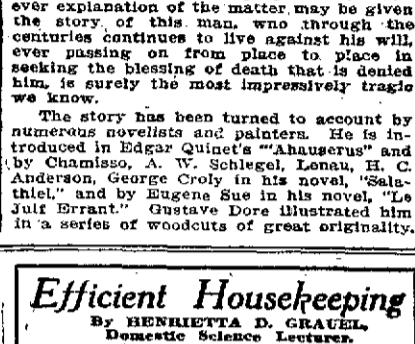 ever explanation of the matter may be given
the story of this man, who through the
centuries continues to live against his will,
ever passing on from place to place in
seeking the blessing of death that is denied
him, is surely the most impressively tragic
we know.
The story has been turned to account by
numerous novelists and painters. He is in-
troduced in Edgar Quinet's "'Ahauserus" and
by Chamisso, A. W. Schlegel, Lenau, H. C.
Anderson, George Croly in his novel, "Sala-
thiel," and by Eugene Sue in his novel, "Le
Juif Errant." Gustave Dore illustrated him
in a series of woodcuts of great originality.
Efficient Housekeeping
By HENRIETTA D. GRAUEL,
Domestic Science Lecturer.